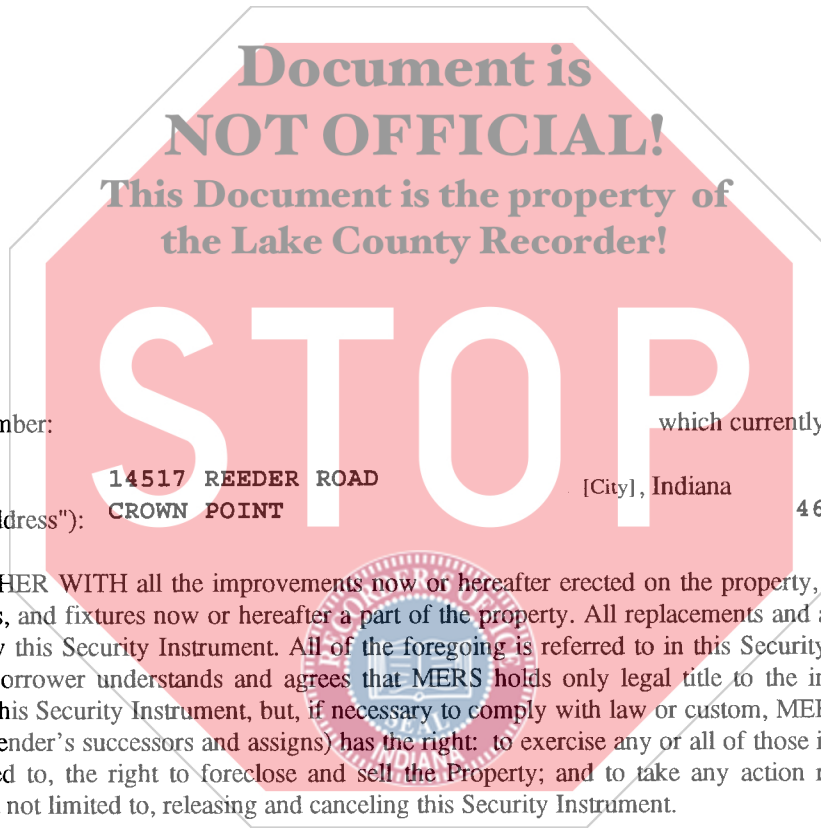 Document is
NOT OFFICIAL!
This Document is the property of
the Lake County Recorder!
STOP
mber: which currently
14517 REEDER ROAD [City], Indiana
ddress"): CROWN POINT 46
HER WITH all the improvements now or hereafter erected on the property,
s, and fixtures now or hereafter a part of the property. All replacements and a
y this Security Instrument. All of the foregoing is referred to in this Security
orrower understands and agrees that MERS holds only legal title to the in
his Security Instrument, but, if necessary to comply with law or custom, MER
ender's successors and assigns) has the right: to exercise any or all of those i
ed to, the right to foreclose and sell the Property; and to take any action r
not limited to, releasing and canceling this Security Instrument.
RECORDER'S OFFICE
SEAL
INDIANA